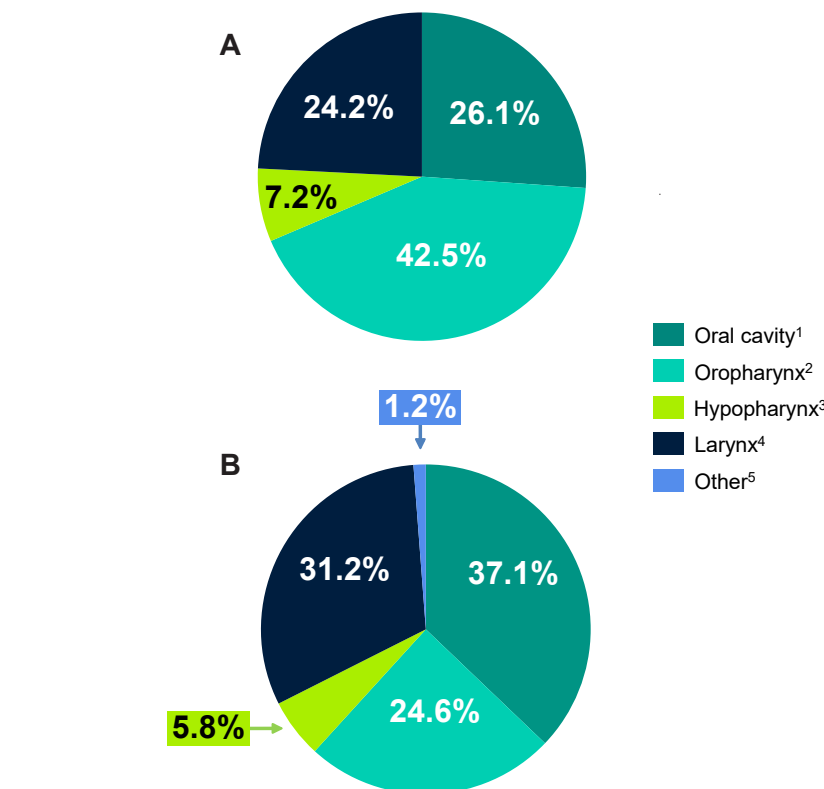 A
24.2%
26.1%
7.2%
42.5%
Oral cavity¹
Oropharynx²
Hypopharynx³
Larynx⁴
Other⁵
1.2%
B
31.2%
37.1%
24.6%
5.8%